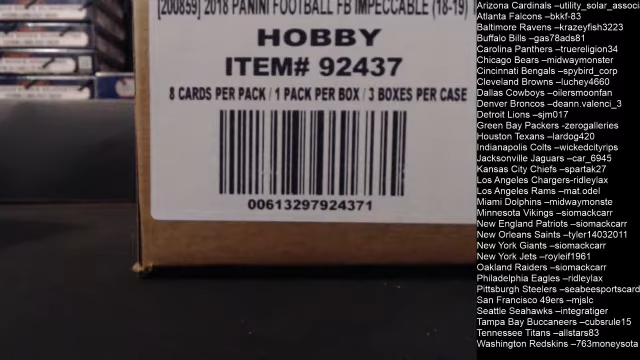 [200859] 2018 PANINI FOOTBALL FB IMPECCABLE (18-19)
HOBBY
ITEM# 92437
8 CARDS PER PACK / 1 PACK PER BOX / 3 BOXES PER CASE
00613297924371
Arizona Cardinals –utility_solar_associ
Atlanta Falcons –bkkf-83
Baltimore Ravens –krazeyfish3223
Buffalo Bills –gas78ads81
Carolina Panthers –truereligion34
Chicago Bears –midwaymonster
Cincinnati Bengals –spybird_corp
Cleveland Browns –luchey4660
Dallas Cowboys –oilersmoonfan
Denver Broncos –deann.valenci_3
Detroit Lions –sjm017
Green Bay Packers -zerogalleries
Houston Texans –lardog420
Indianapolis Colts –wickedcityrips
Jacksonville Jaguars –car_6945
Kansas City Chiefs –spartak27
Los Angeles Chargers-ridleylax
Los Angeles Rams –mat.odel
Miami Dolphins –midwaymonste
Minnesota Vikings –siomackcarr
New England Patriots –siomackcarr
New Orleans Saints –tyler14032011
New York Giants –siomackcarr
New York Jets –royleif1961
Oakland Raiders –siomackcarr
Philadelphia Eagles –ridleylax
Pittsburgh Steelers –seabeesportscard
San Francisco 49ers –mjslc
Seattle Seahawks –integratiger
Tampa Bay Buccaneers –cubsrule15
Tennessee Titans –allstars83
Washington Redskins –763moneysota